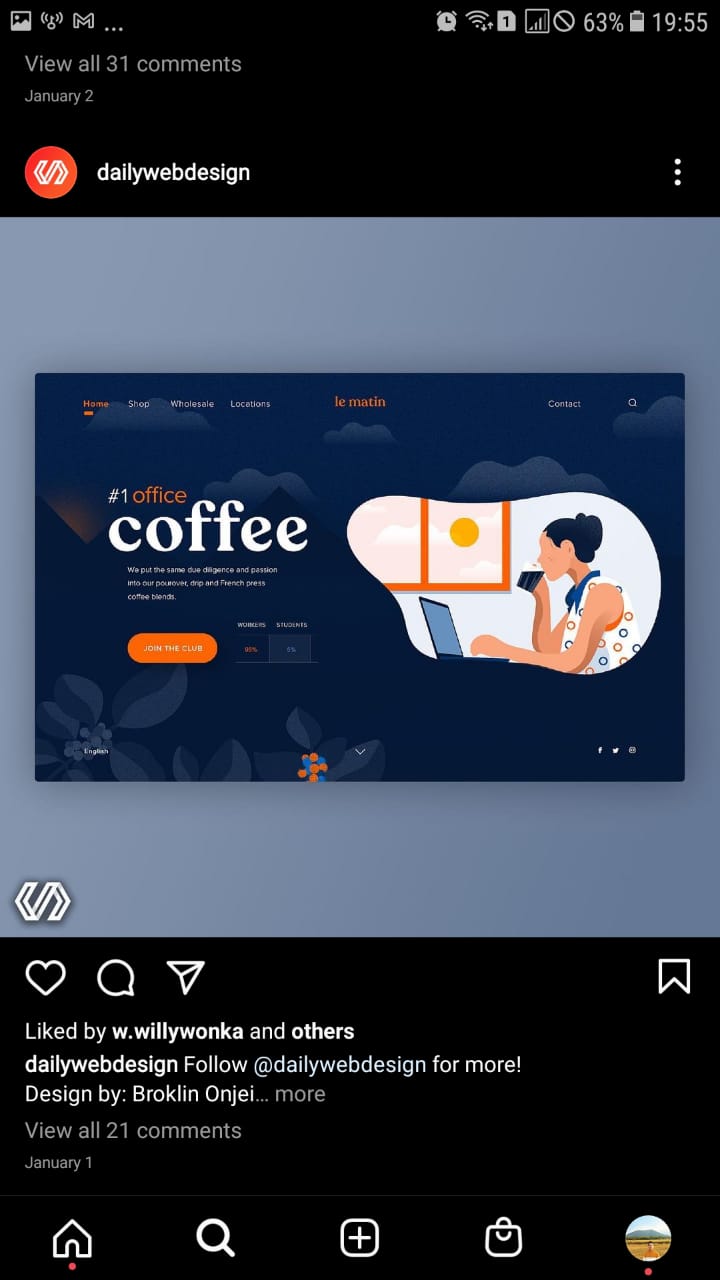 ... 1 63% 19:55
View all 31 comments
January 2
dailywebdesign
Home Shop Wholesale Locations le matin Contact
#1 office
coffee
We put the same due diligence and passion
into our pourover, drip and French press
coffee blends.
WORKERS STUDENTS
JOIN THE CLUB 95% 5%
English
Liked by w.willywonka and others
dailywebdesign Follow @dailywebdesign for more!
Design by: Broklin Onjei... more
View all 21 comments
January 1